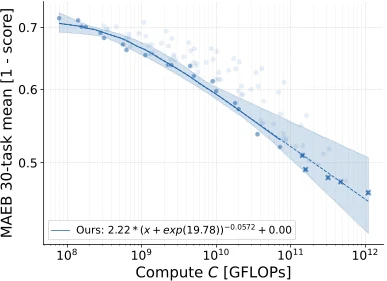 MAEB 30-task mean [1 - score]
0.7
0.6
0.5
Ours: 2.22 * (x + exp(19.78))^−0.0572 + 0.00
10^8
10^9
10^10
10^11
10^12
Compute C [GFLOPs]